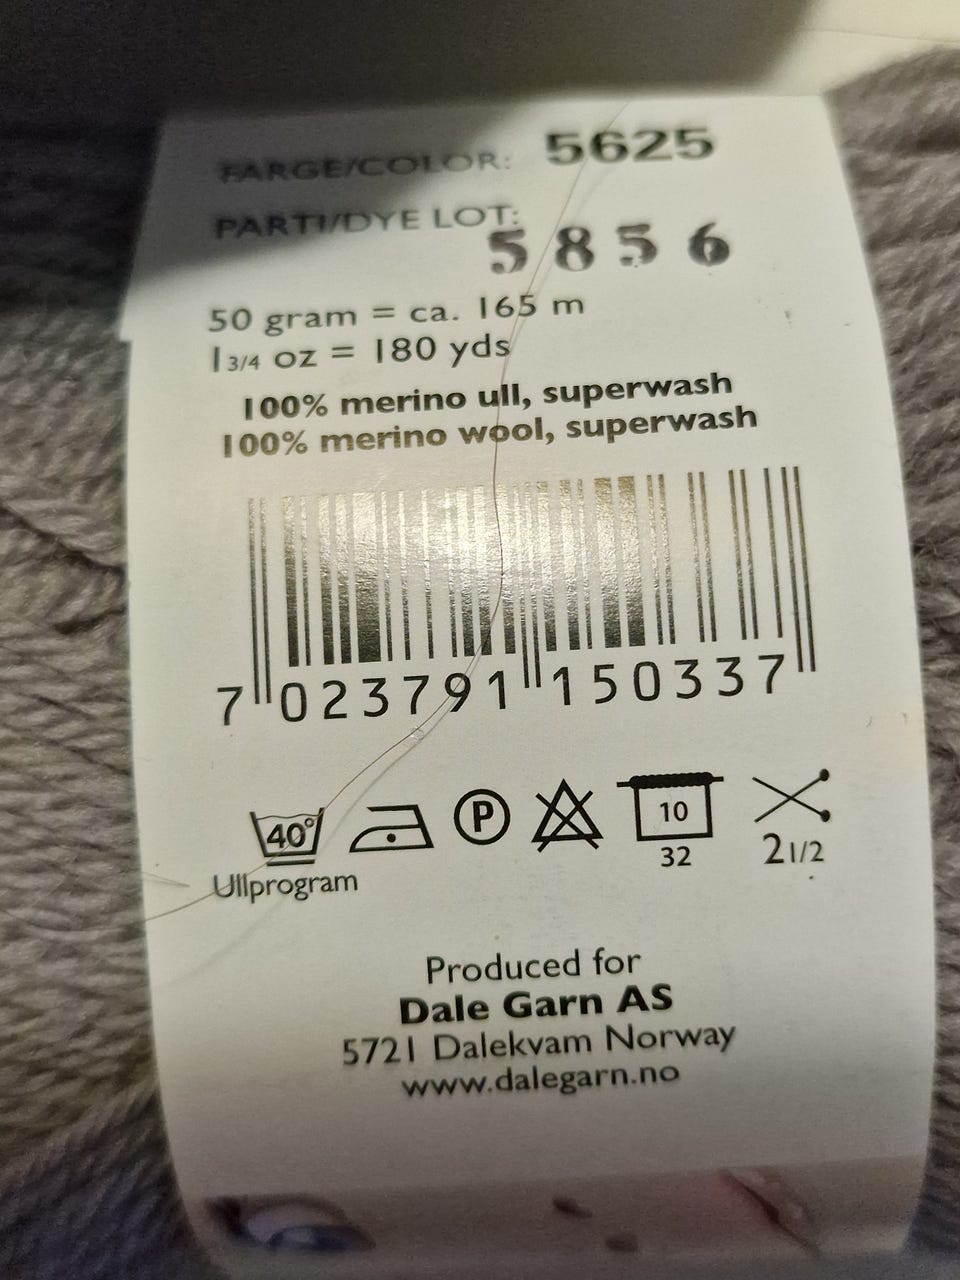 FARGE/COLOR: 5625
PARTI/DYE LOT: 5856
50 gram = ca. 165 m
1 3/4 oz = 180 yds
100% merino ull, superwash
100% merino wool, superwash
7 023791 150337
40° P 10
32 2 1/2
Ullprogram
Produced for
Dale Garn AS
5721 Dalekvam Norway
www.dalegarn.no